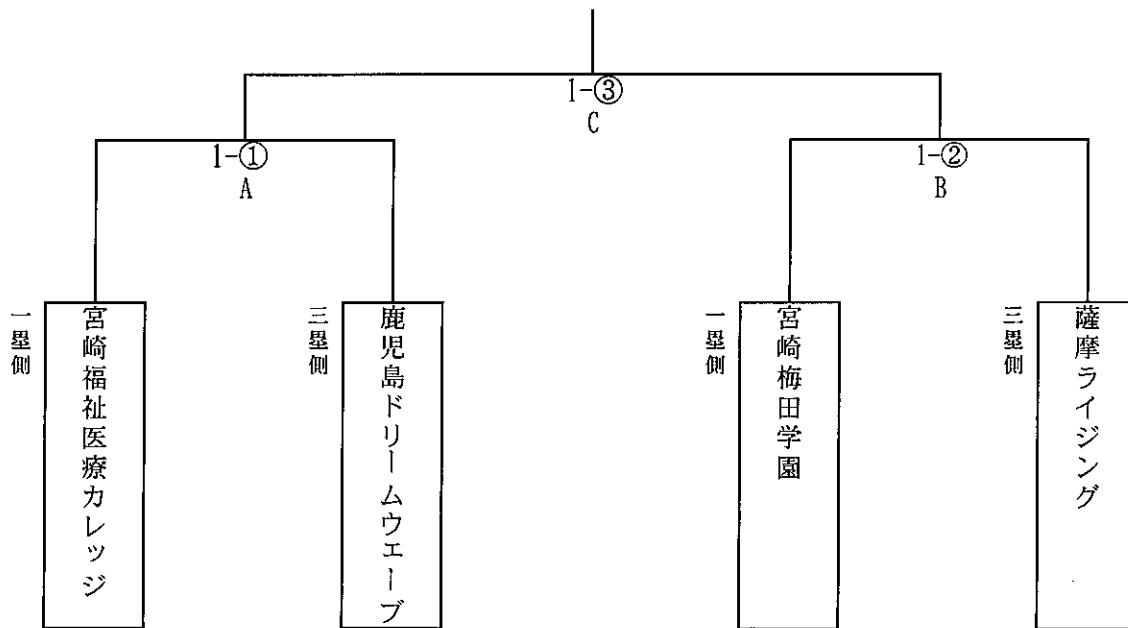 1-③
C
1-①
A
1-②
B
一塁側
宮崎福祉医療カレッジ
三塁側
鹿児島ドリームウェーブ
一塁側
宮崎梅田学園
三塁側
薩摩ライジング